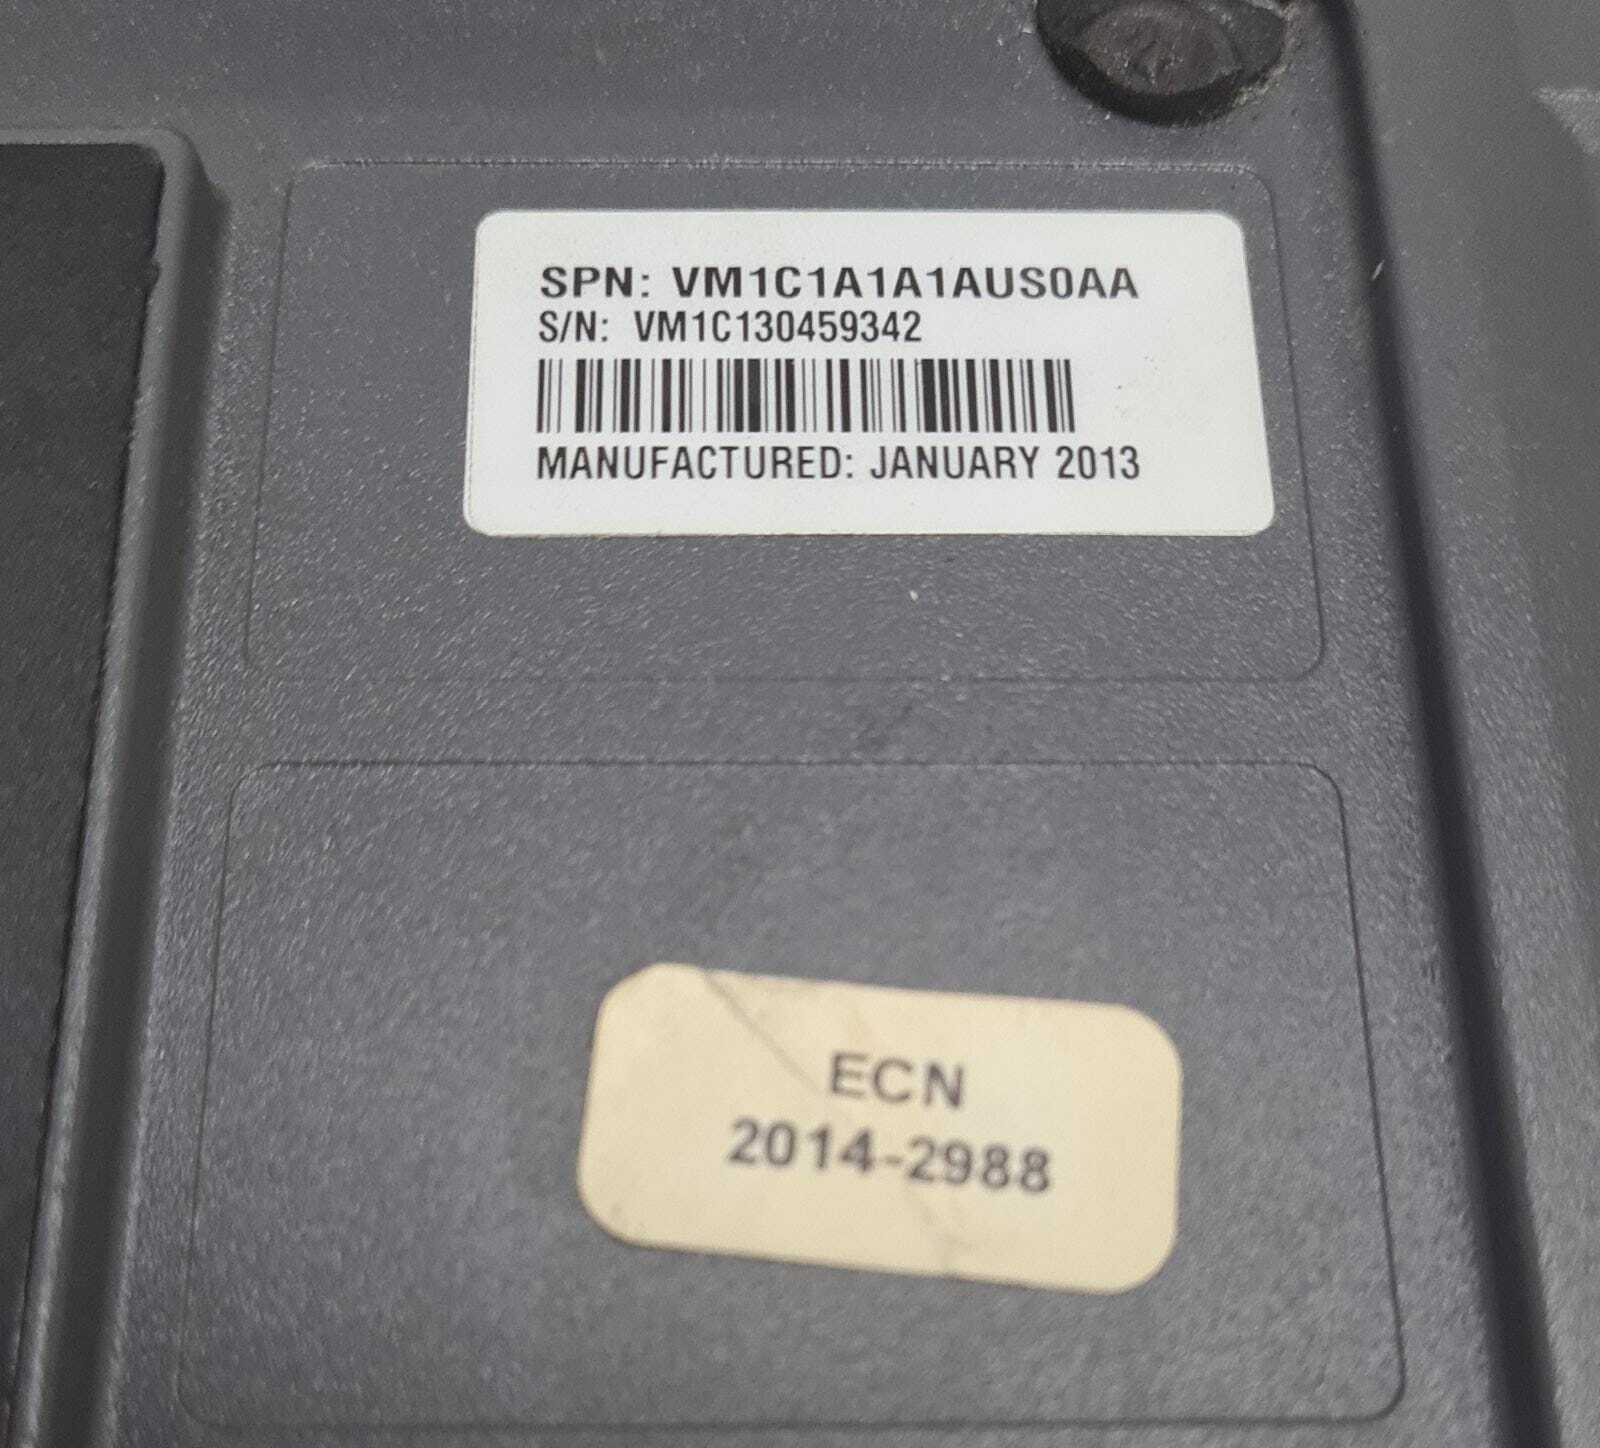 SPN: VM1C1A1A1AUS0AA
S/N: VM1C130459342
MANUFACTURED: JANUARY 2013
ECN
2014-2988